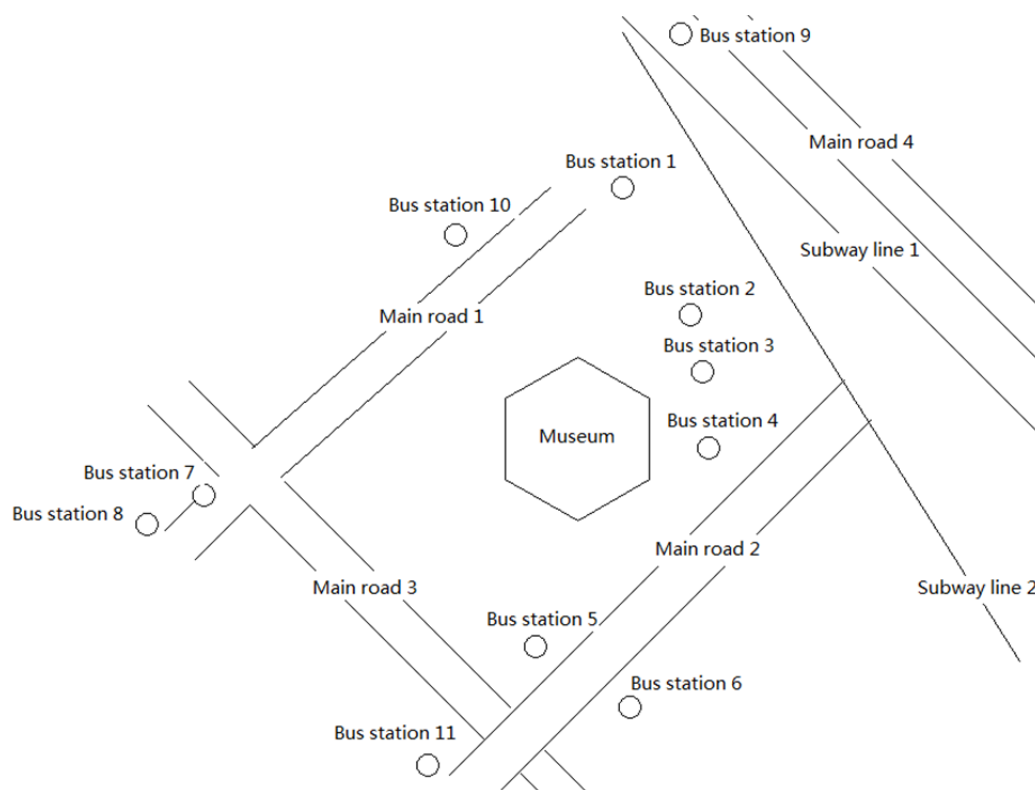 Bus station 9
Main road 4
Bus station 1
Bus station 10
Subway line 1
Bus station 2
Main road 1
Bus station 3
Bus station 4
Museum
Bus station 7
Bus station 8
Main road 2
Main road 3
Subway line 2
Bus station 5
Bus station 6
Bus station 11